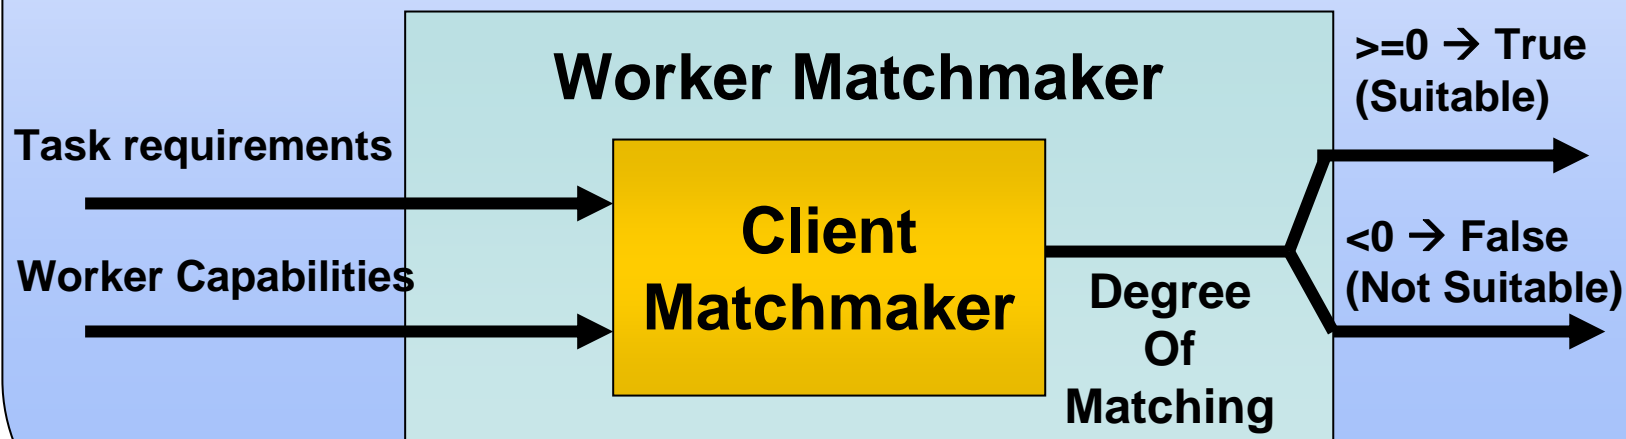 Worker Matchmaker
Task requirements
Worker Capabilities
Client
Matchmaker
Degree
Of
Matching
>=0 → True
(Suitable)
<0 → False
(Not Suitable)